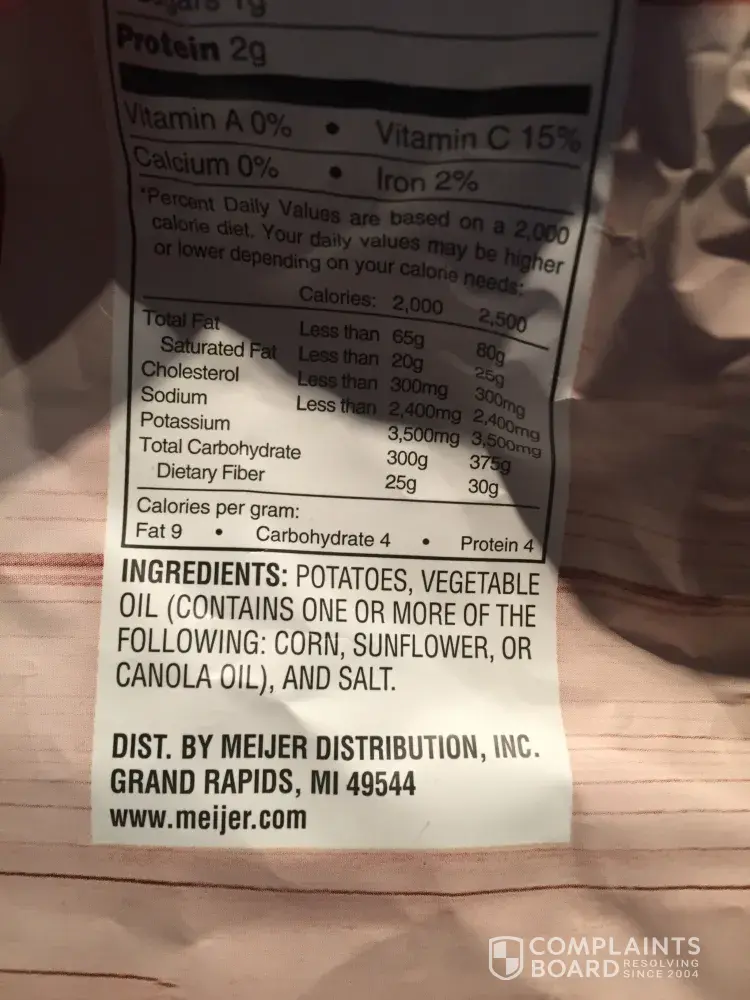 Sugars 1g
Protein 2g
Vitamin A 0% • Vitamin C 15%
Calcium 0% • Iron 2%
*Percent Daily Values are based on a 2,000
calorie diet. Your daily values may be higher
or lower depending on your calorie needs:
Calories: 2,000 2,500
Total Fat Less than 65g 80g
Saturated Fat Less than 20g 25g
Cholesterol Less than 300mg 300mg
Sodium Less than 2,400mg 2,400mg
Potassium 3,500mg 3,500mg
Total Carbohydrate 300g 375g
Dietary Fiber 25g 30g
Calories per gram:
Fat 9 • Carbohydrate 4 • Protein 4
INGREDIENTS: POTATOES, VEGETABLE
OIL (CONTAINS ONE OR MORE OF THE
FOLLOWING: CORN, SUNFLOWER, OR
CANOLA OIL), AND SALT.
DIST. BY MEIJER DISTRIBUTION, INC.
GRAND RAPIDS, MI 49544
www.meijer.com
COMPLAINTS
BOARD RESOLVING
SINCE 2004